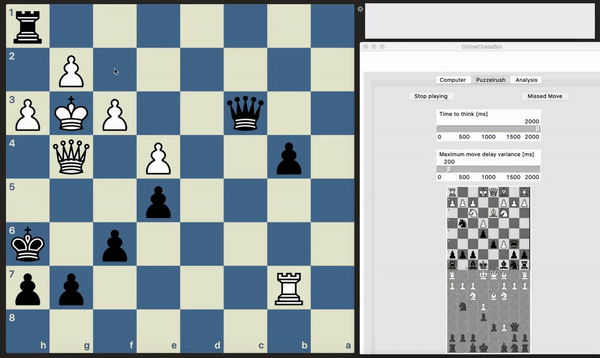 1
2
3
4
5
6
7
8
h g f e d c b a
OnlineChessBot
Computer Puzzelrush Analysis
Stop playing Missed Move
Time to think [ms]
2000
0 500 1000 1500 2000
Maximum move delay variance [ms]
200
0 500 1000 1500 2000